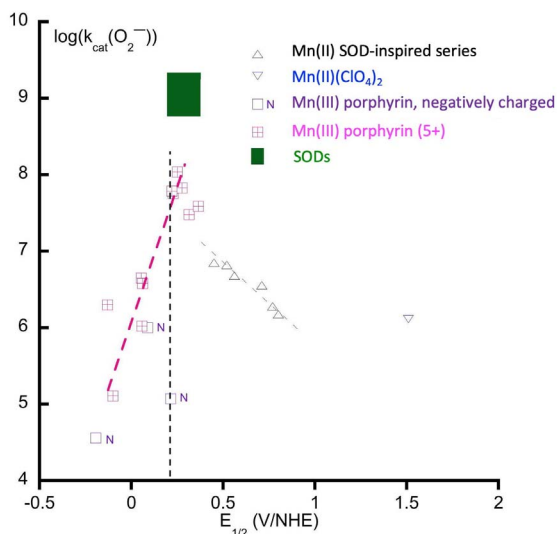 log(k_cat(O₂˙⁻))
Mn(II) SOD-inspired series
Mn(II)(ClO₄)₂
N Mn(III) porphyrin, negatively charged
Mn(III) porphyrin (5+)
SODs
10
9
8
7
6
5
4
N
N
N
-0.5 0 0.5 1 1.5 2
E₁/₂ (V/NHE)